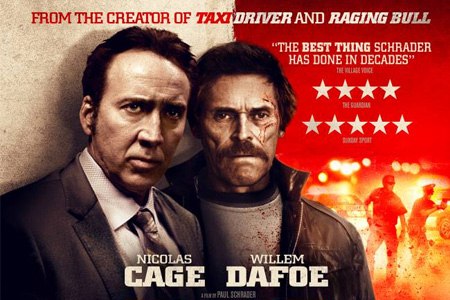 FROM THE CREATOR OF TAXI DRIVER AND RAGING BULL
"THE BEST THING SCHRADER
HAS DONE IN DECADES"
THE VILLAGE VOICE
THE GUARDIAN
SUNDAY SPORT
NICOLAS
CAGE
WILLEM
DAFOE
A FILM BY PAUL SCHRADER